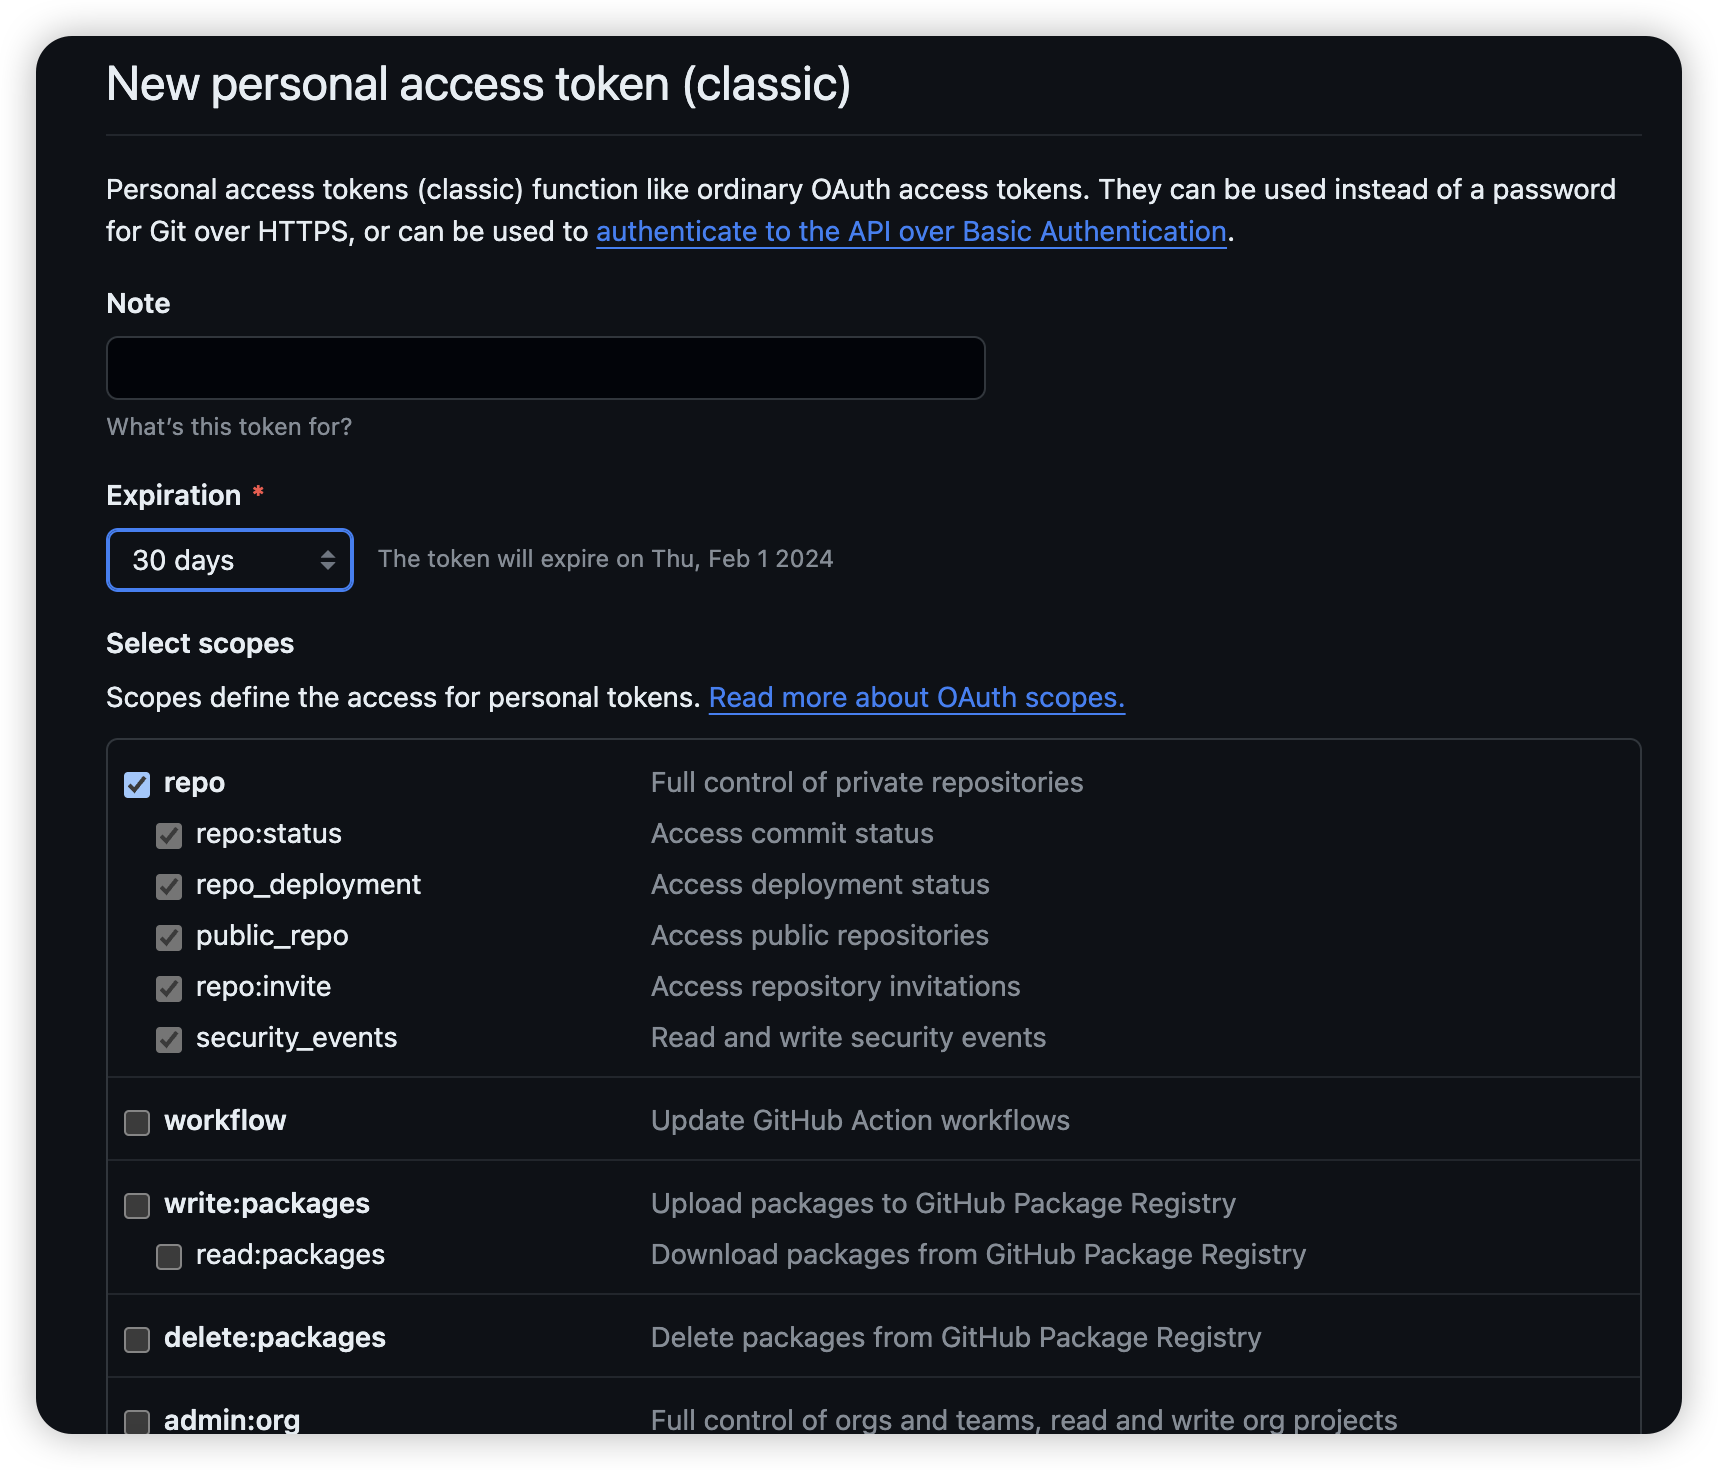 New personal access token (classic)
Personal access tokens (classic) function like ordinary OAuth access tokens. They can be used instead of a password
for Git over HTTPS, or can be used to authenticate to the API over Basic Authentication.
Note
What's this token for?
Expiration *
30 days The token will expire on Thu, Feb 1 2024
Select scopes
Scopes define the access for personal tokens. Read more about OAuth scopes.
repo Full control of private repositories
repo:status Access commit status
repo_deployment Access deployment status
public_repo Access public repositories
repo:invite Access repository invitations
security_events Read and write security events
workflow Update GitHub Action workflows
write:packages Upload packages to GitHub Package Registry
read:packages Download packages from GitHub Package Registry
delete:packages Delete packages from GitHub Package Registry
admin:org Full control of orgs and teams, read and write org projects